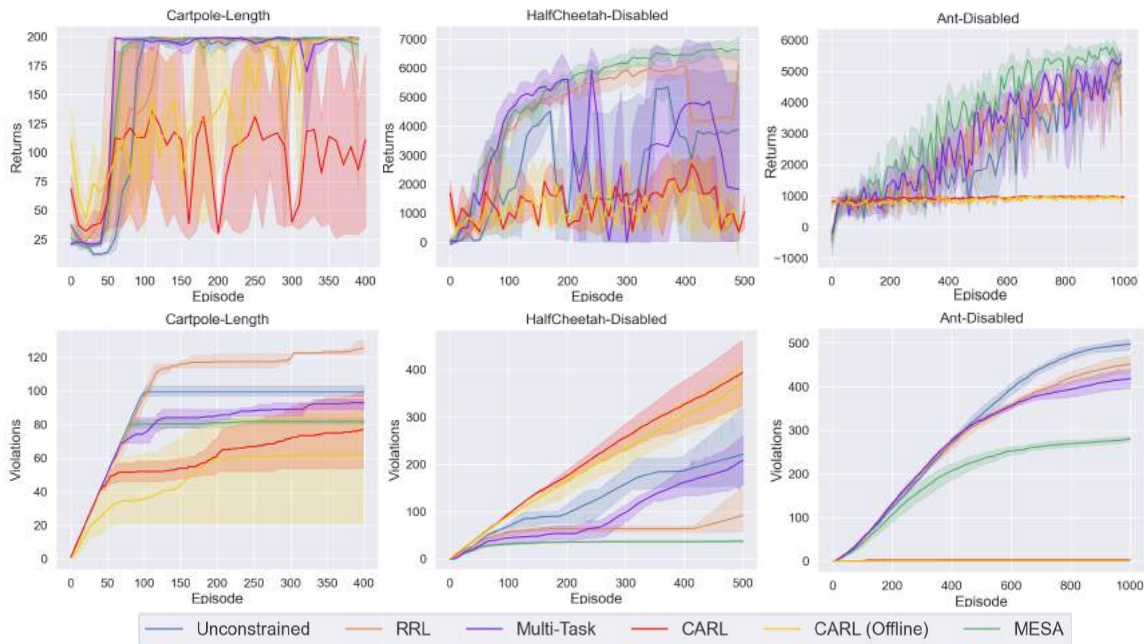 Cartpole-Length
HalfCheetah-Disabled
Ant-Disabled
Returns
200
175
150
125
100
75
50
25
0 50 100 150 200 250 300 350 400
Episode
Returns
7000
6000
5000
4000
3000
2000
1000
0
0 100 200 300 400 500
Episode
Returns
6000
5000
4000
3000
2000
1000
0
−1000
0 200 400 600 800 1000
Episode
Cartpole-Length
HalfCheetah-Disabled
Ant-Disabled
Violations
120
100
80
60
40
20
0
0 50 100 150 200 250 300 350 400
Episode
Violations
400
300
200
100
0
0 100 200 300 400 500
Episode
Violations
500
400
300
200
100
0
0 200 400 600 800 1000
Episode
Unconstrained RRL Multi-Task CARL CARL (Offline) MESA